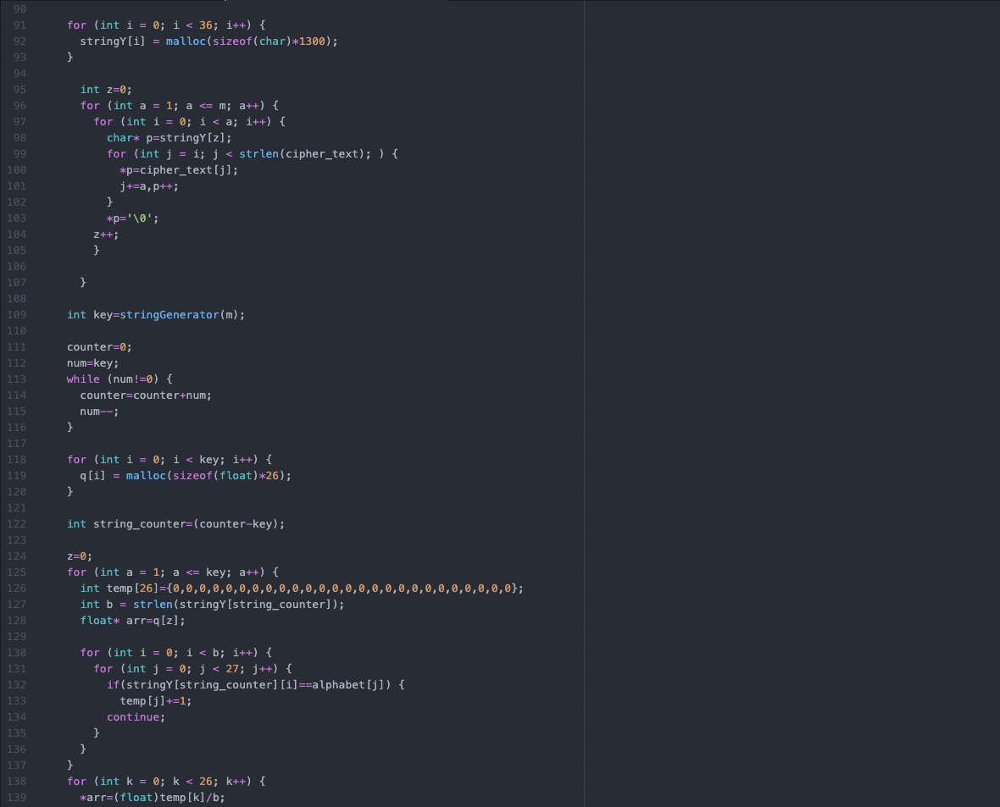 90
91 for (int i = 0; i < 36; i++) {
92 stringY[i] = malloc(sizeof(char)*1300);
93 }
94
95 int z=0;
96 for (int a = 1; a <= m; a++) {
97 for (int i = 0; i < a; i++) {
98 char* p=stringY[z];
99 for (int j = i; j < strlen(cipher_text); ) {
100 *p=cipher_text[j];
101 j+=a,p++;
102 }
103 *p='\0';
104 z++;
105 }
106
107 }
108
109 int key=stringGenerator(m);
110
111 counter=0;
112 num=key;
113 while (num!=0) {
114 counter=counter+num;
115 num--;
116 }
117
118 for (int i = 0; i < key; i++) {
119 q[i] = malloc(sizeof(float)*26);
120 }
121
122 int string_counter=(counter-key);
123
124 z=0;
125 for (int a = 1; a <= key; a++) {
126 int temp[26]={0,0,0,0,0,0,0,0,0,0,0,0,0,0,0,0,0,0,0,0,0,0,0,0,0,0};
127 int b = strlen(stringY[string_counter]);
128 float* arr=q[z];
129
130 for (int i = 0; i < b; i++) {
131 for (int j = 0; j < 27; j++) {
132 if(stringY[string_counter][i]==alphabet[j]) {
133 temp[j]+=1;
134 continue;
135 }
136 }
137 }
138 for (int k = 0; k < 26; k++) {
139 *arr=(float)temp[k]/b;